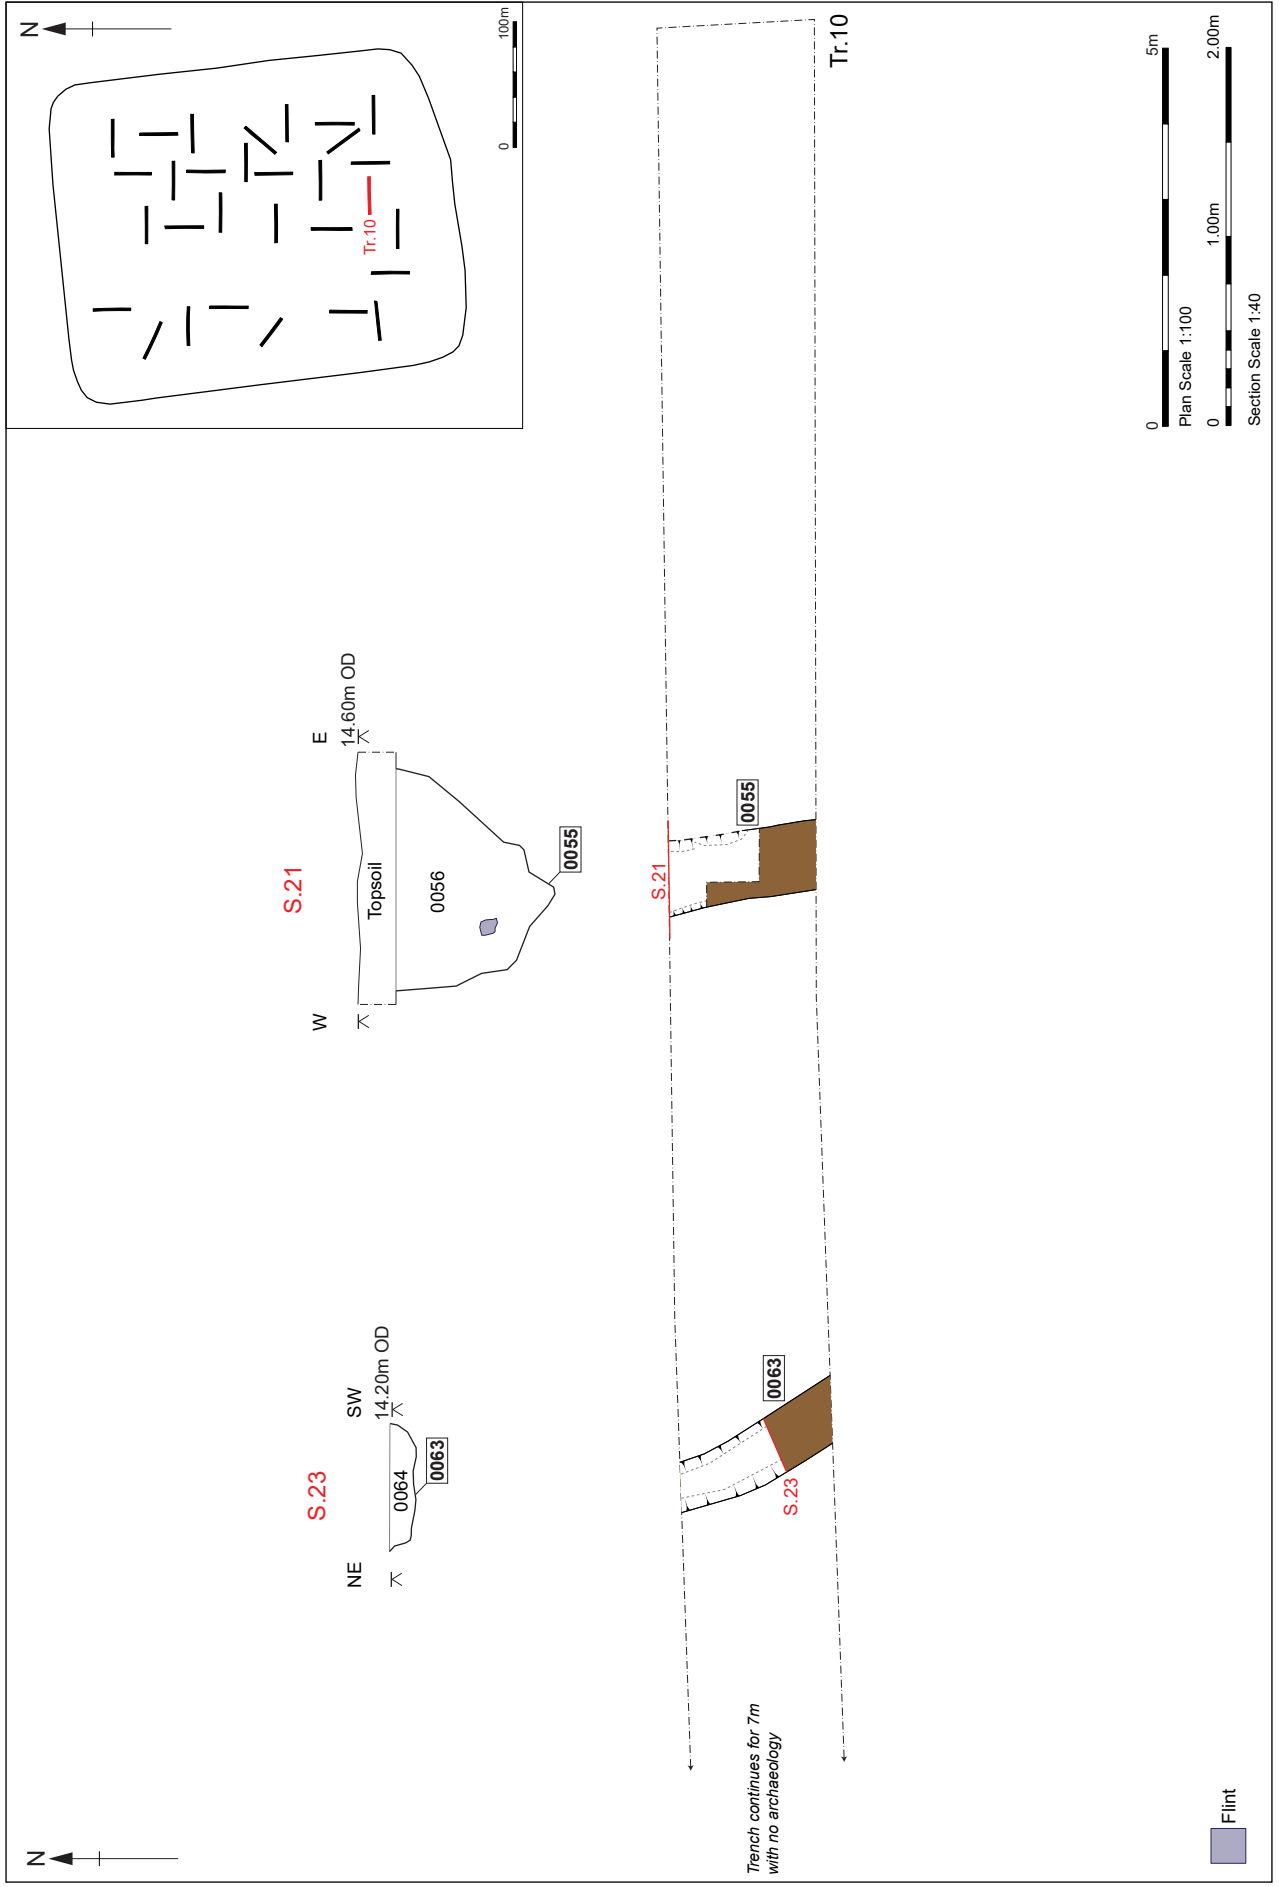 N
100m
0
Tr.10
S.21
W
E
14.60m OD
Topsoil
0056
0055
S.23
NE
SW
14.20m OD
0064
0063
S.21
0055
0063
S.23
Tr.10
Trench continues for 7m
with no archaeology
N
Flint
0
5m
Plan Scale 1:100
0
1.00m
2.00m
Section Scale 1:40